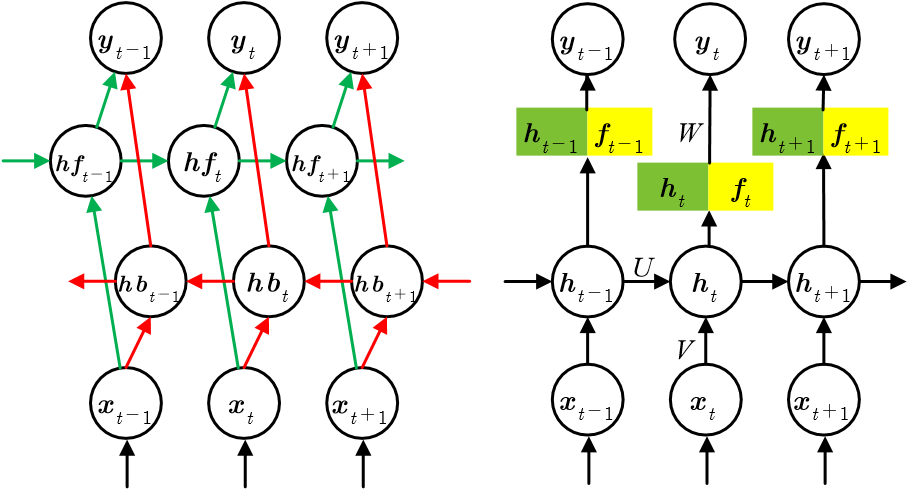 y_{t−1} y_t y_{t+1}
hf_{t−1} hf_t hf_{t+1}
hb_{t−1} hb_t hb_{t+1}
x_{t−1} x_t x_{t+1}
y_{t−1} y_t y_{t+1}
h_{t−1} f_{t−1} W h_{t+1} f_{t+1}
h_t f_t
h_{t−1} U h_t h_{t+1}
V
x_{t−1} x_t x_{t+1}